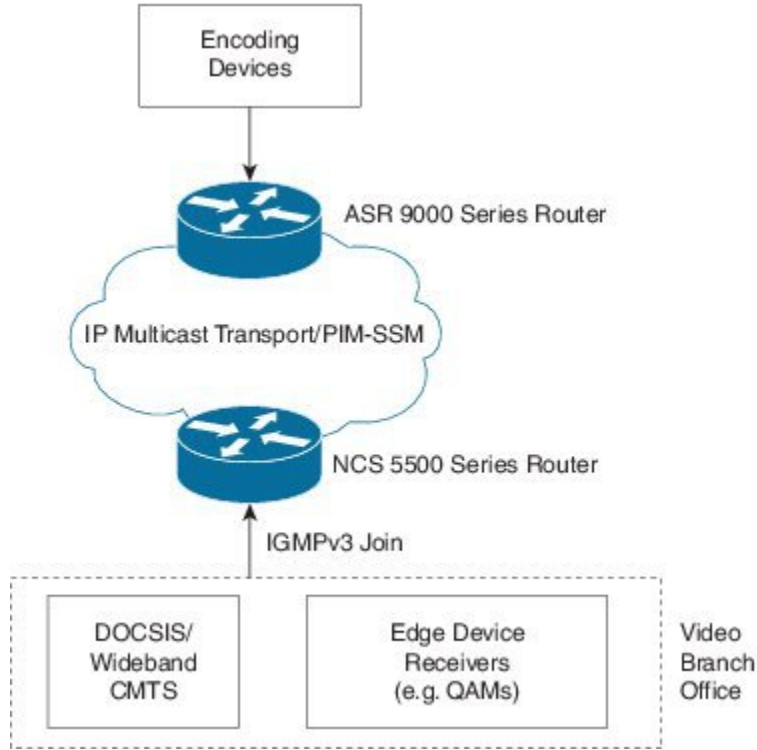 Encoding
Devices
ASR 9000 Series Router
IP Multicast Transport/PIM-SSM
NCS 5500 Series Router
IGMPv3 Join
DOCSIS/
Wideband
CMTS
Edge Device
Receivers
(e.g. QAMs)
Video
Branch
Office